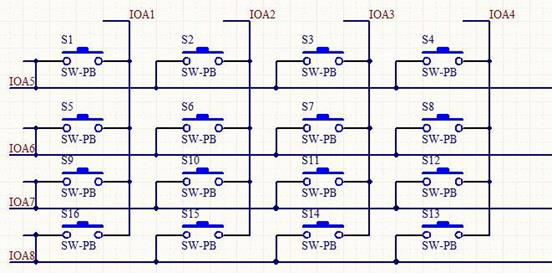 IOA1 IOA2 IOA3 IOA4
S1 S2 S3 S4
IOA5
SW-PB SW-PB SW-PB SW-PB
S5 S6 S7 S8
IOA6
SW-PB SW-PB SW-PB SW-PB
S9 S10 S11 S12
IOA7
SW-PB SW-PB SW-PB SW-PB
S16 S15 S14 S13
IOA8
SW-PB SW-PB SW-PB SW-PB